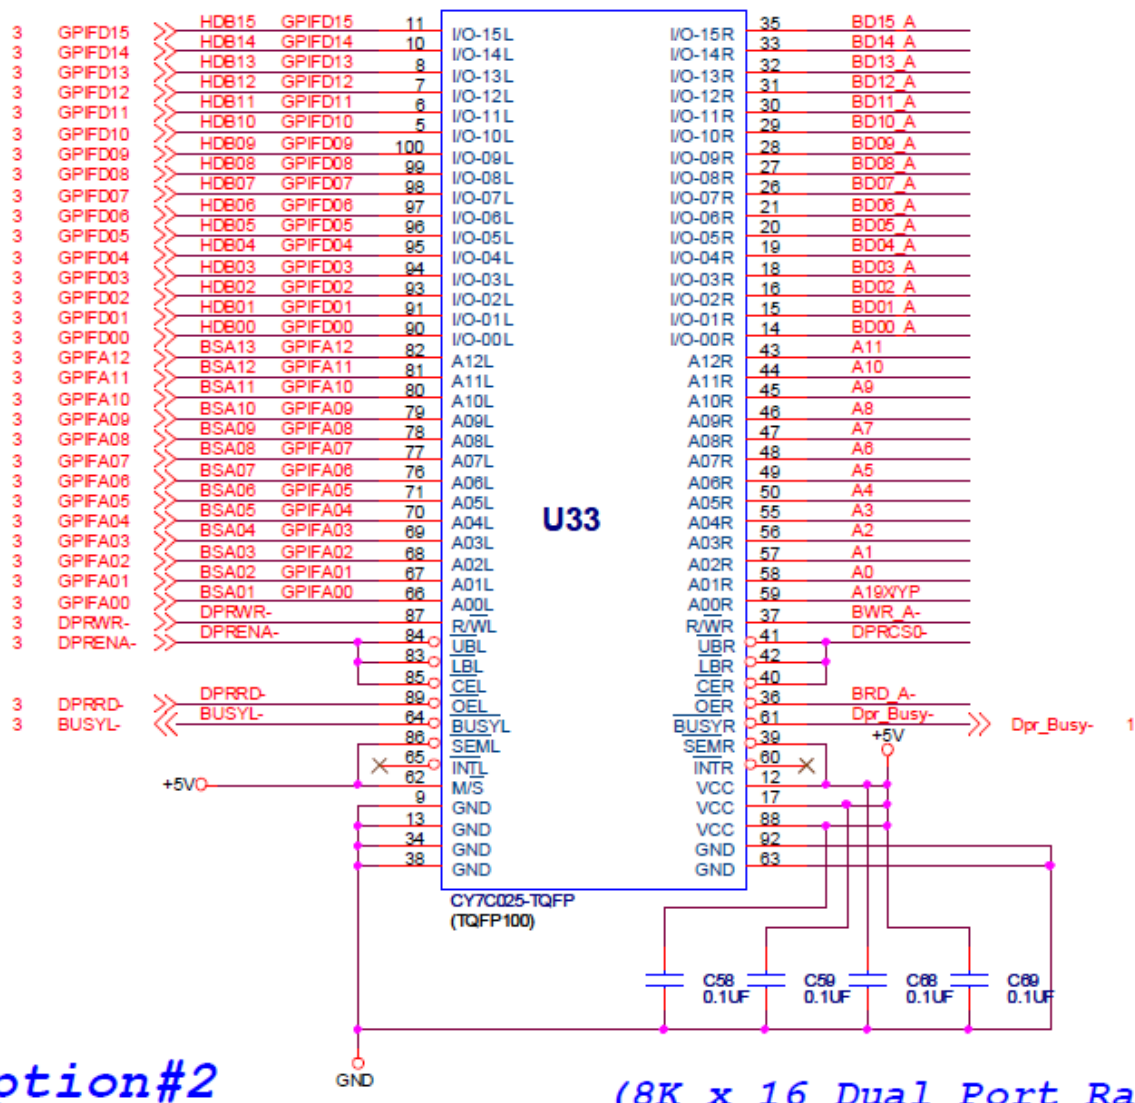 3 GPIFD15 HDB15 GPIFD15 11 I/O-15L I/O-15R 35 BD15_A
3 GPIFD14 HDB14 GPIFD14 10 I/O-14L I/O-14R 33 BD14_A
3 GPIFD13 HDB13 GPIFD13 8 I/O-13L I/O-13R 32 BD13_A
3 GPIFD12 HDB12 GPIFD12 7 I/O-12L I/O-12R 31 BD12_A
3 GPIFD11 HDB11 GPIFD11 6 I/O-11L I/O-11R 30 BD11_A
3 GPIFD10 HDB10 GPIFD10 5 I/O-10L I/O-10R 29 BD10_A
3 GPIFD09 HDB09 GPIFD09 100 I/O-09L I/O-09R 28 BD09_A
3 GPIFD08 HDB08 GPIFD08 99 I/O-08L I/O-08R 27 BD08_A
3 GPIFD07 HDB07 GPIFD07 98 I/O-07L I/O-07R 26 BD07_A
3 GPIFD06 HDB06 GPIFD06 97 I/O-06L I/O-06R 21 BD06_A
3 GPIFD05 HDB05 GPIFD05 96 I/O-05L I/O-05R 20 BD05_A
3 GPIFD04 HDB04 GPIFD04 95 I/O-04L I/O-04R 19 BD04_A
3 GPIFD03 HDB03 GPIFD03 94 I/O-03L I/O-03R 18 BD03_A
3 GPIFD02 HDB02 GPIFD02 93 I/O-02L I/O-02R 16 BD02_A
3 GPIFD01 HDB01 GPIFD01 91 I/O-01L I/O-01R 15 BD01_A
3 GPIFD00 HDB00 GPIFD00 90 I/O-00L I/O-00R 14 BD00_A
3 GPIFA12 BSA13 GPIFA12 82 A12L A12R 43 A11
3 GPIFA11 BSA12 GPIFA11 81 A11L A11R 44 A10
3 GPIFA10 BSA11 GPIFA10 80 A10L A10R 45 A9
3 GPIFA09 BSA10 GPIFA09 79 A09L A09R 46 A8
3 GPIFA08 BSA09 GPIFA08 78 A08L A08R 47 A7
3 GPIFA07 BSA08 GPIFA07 77 A07L A07R 48 A6
3 GPIFA06 BSA07 GPIFA06 76 A06L A06R 49 A5
3 GPIFA05 BSA06 GPIFA05 71 A05L A05R 50 A4
3 GPIFA04 BSA05 GPIFA04 70 A04L U33 A04R 55 A3
3 GPIFA03 BSA04 GPIFA03 69 A03L A03R 56 A2
3 GPIFA02 BSA03 GPIFA02 68 A02L A02R 57 A1
3 GPIFA01 BSA02 GPIFA01 67 A01L A01R 58 A0
3 GPIFA00 BSA01 GPIFA00 66 A00L A00R 59 A19XYYP
3 DPRWR- DPRWR- 87 R/WL R/WR 37 BWR_A-
3 DPRENA- DPRENA- 84 UBL UBR 41 DPRCS0-
83 LBL LBR 42
85 CEL CER 40
3 DPRRD- DPRRD- 89 OEL OER 36 BRD_A-
3 BUSYL- BUSYL- 64 BUSYL BUSYR 61 Dpr_Busy- Dpr_Busy- 1
86 SEML SEMR 39 +5V
65 INTL INTR 60
+5V 62 M/S VCC 12
9 GND VCC 17
13 GND VCC 88
34 GND GND 92
38 GND GND 63
CY7C025-TQFP
(TQFP100)
C58 C59 C68 C69
0.1UF 0.1UF 0.1UF 0.1UF
GND
ption#2 (8K x 16 Dual Port Ra